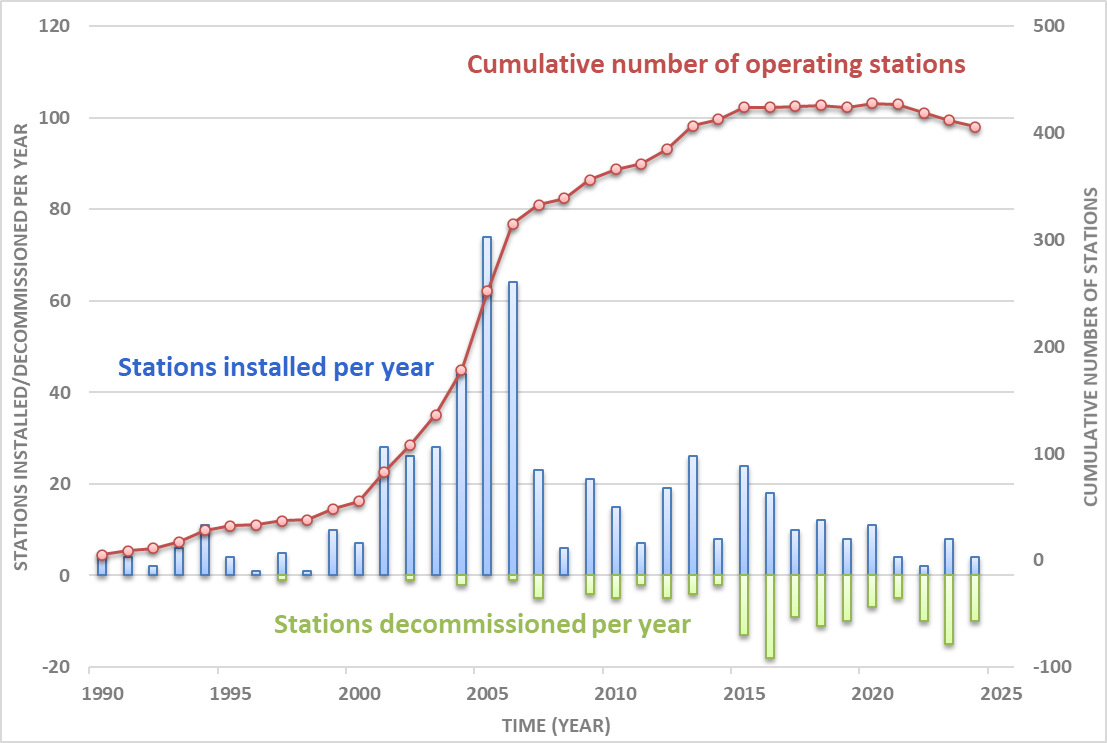 120
100
80
60
40
20
0
-20
500
400
300
200
100
0
-100
STATIONS INSTALLED/DECOMMISSIONED PER YEAR
CUMULATIVE NUMBER OF STATIONS
Cumulative number of operating stations
Stations installed per year
Stations decommissioned per year
1990 1995 2000 2005 2010 2015 2020 2025
TIME (YEAR)